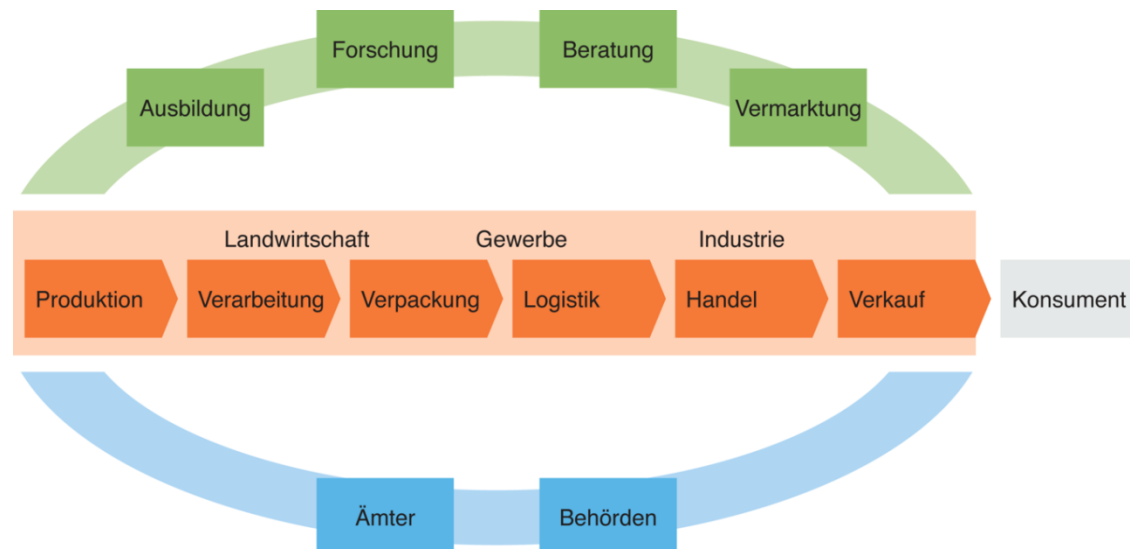 Forschung
Beratung
Ausbildung
Vermarktung
Landwirtschaft
Gewerbe
Industrie
Produktion
Verarbeitung
Verpackung
Logistik
Handel
Verkauf
Konsument
Ämter
Behörden